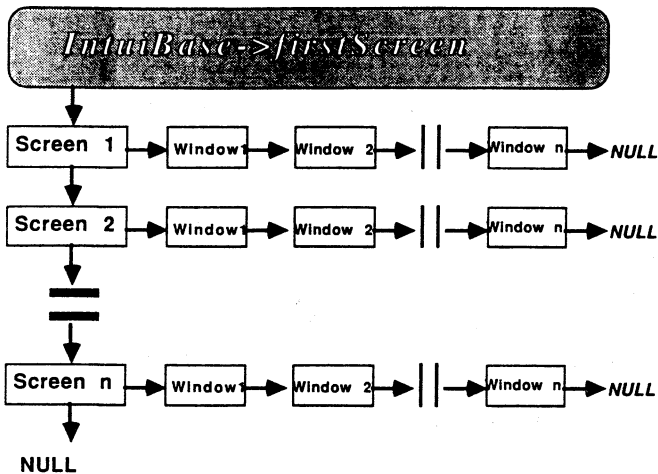 IntuiBase->firstScreen
Screen 1 Window1 Window 2 Window n NULL
Screen 2 Window1 Window 2 Window n NULL
Screen n Window1 Window 2 Window n NULL
NULL